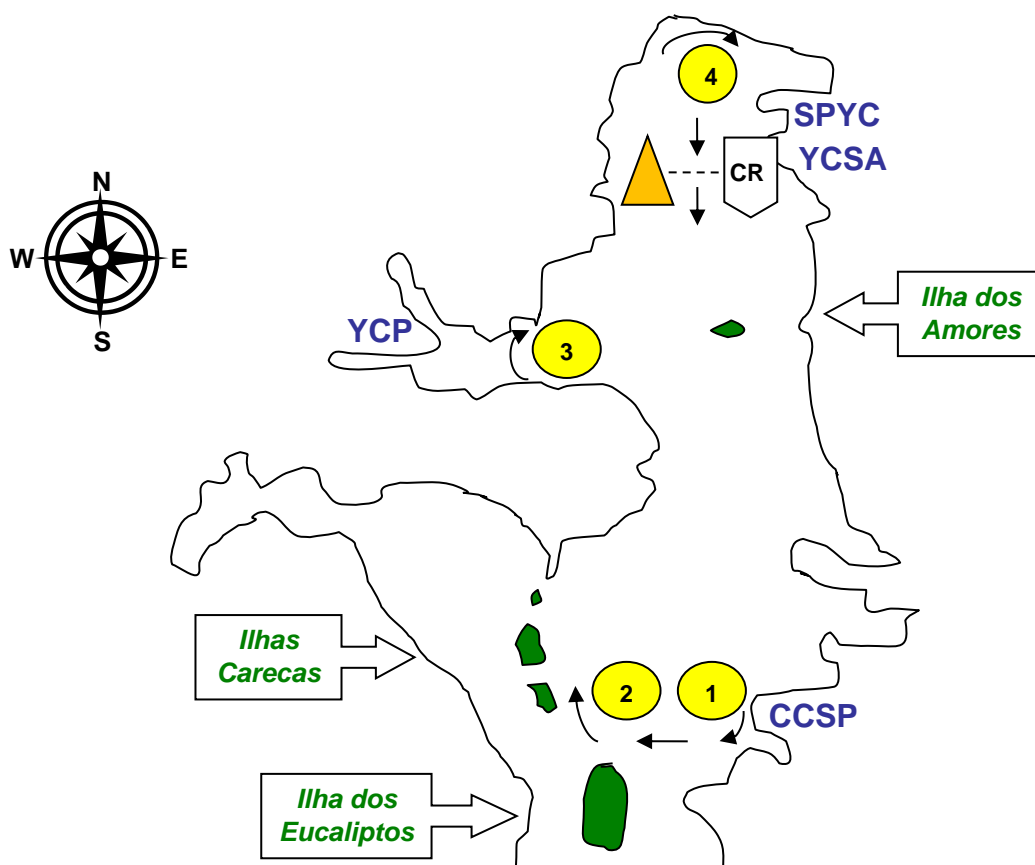 4
SPYC
YCSA
CR
N
W
E
S
Ilha dos
Amores
YCP
3
Ilhas
Carecas
2
1
CCSP
Ilha dos
Eucaliptos